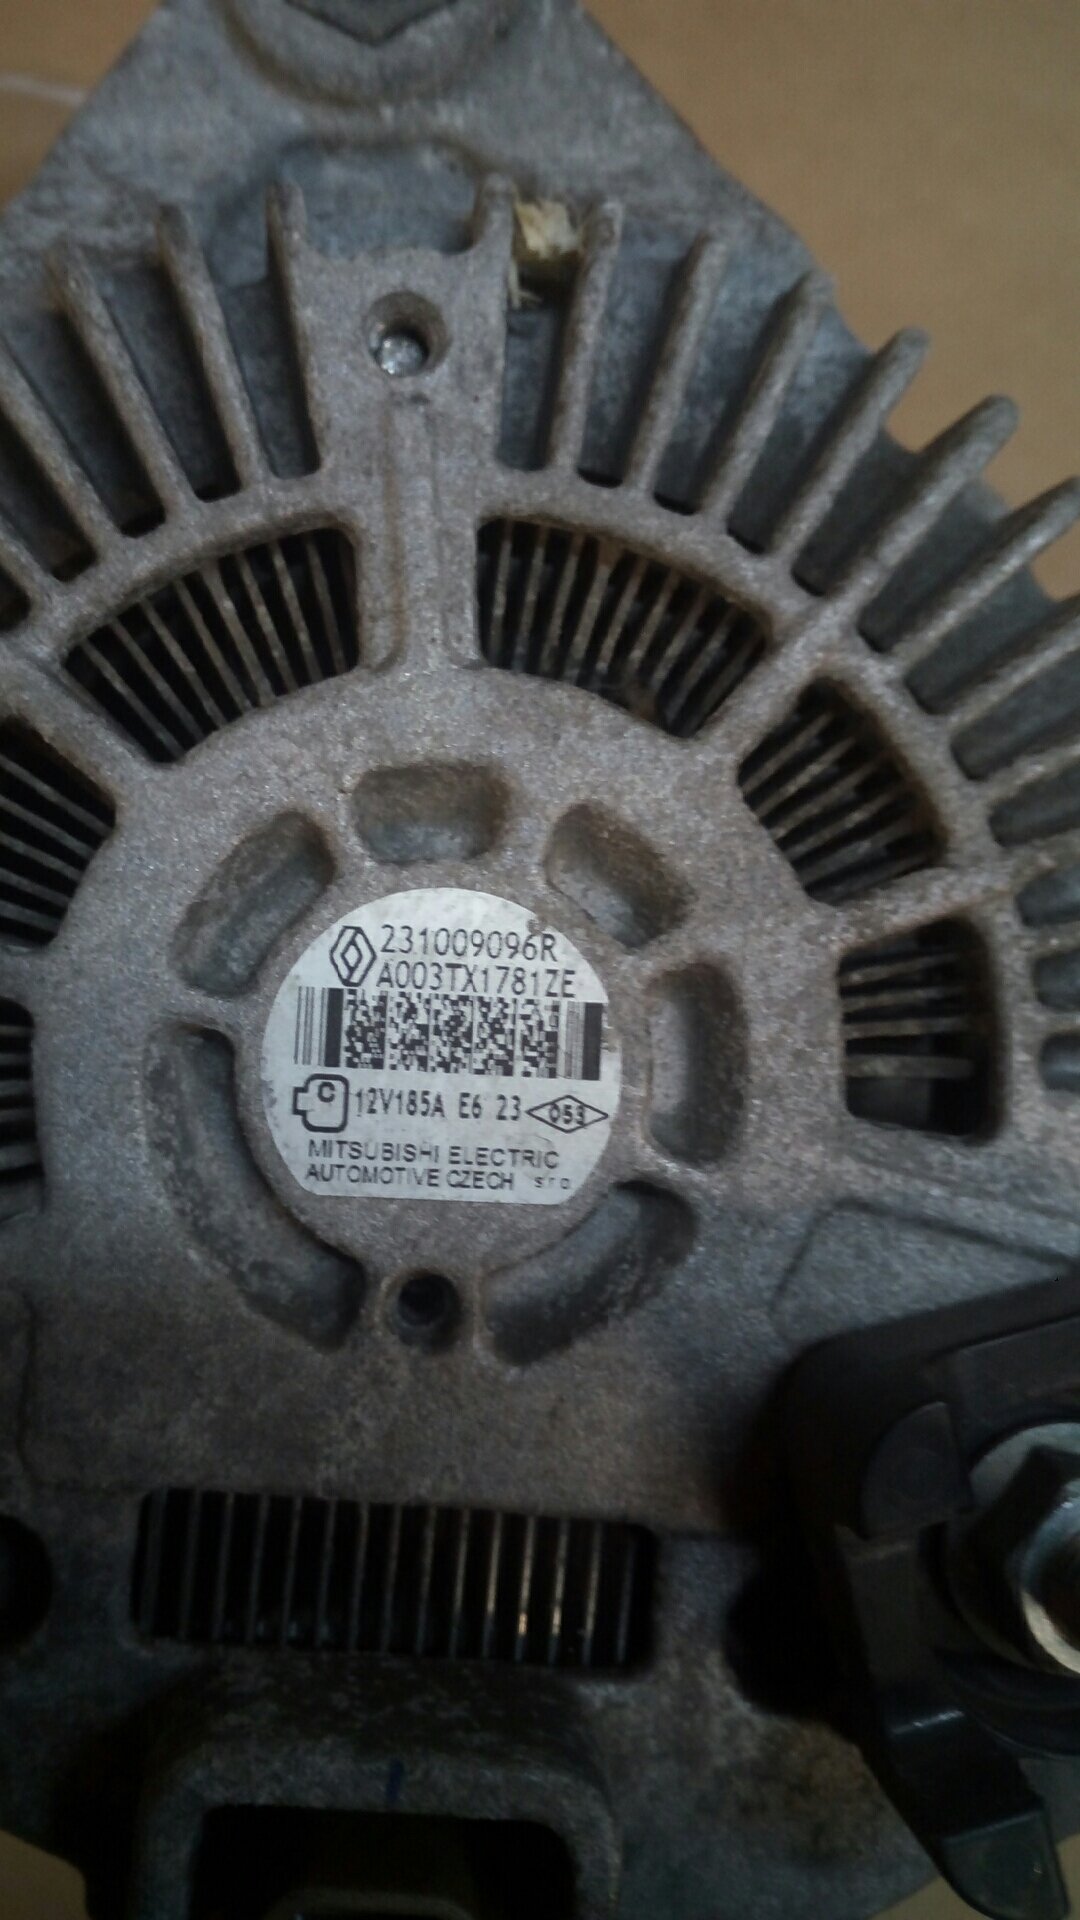 231009096R
A003TX1781ZE
C 12V185A E6 23 053
MITSUBISHI ELECTRIC
AUTOMOTIVE CZECH s r o